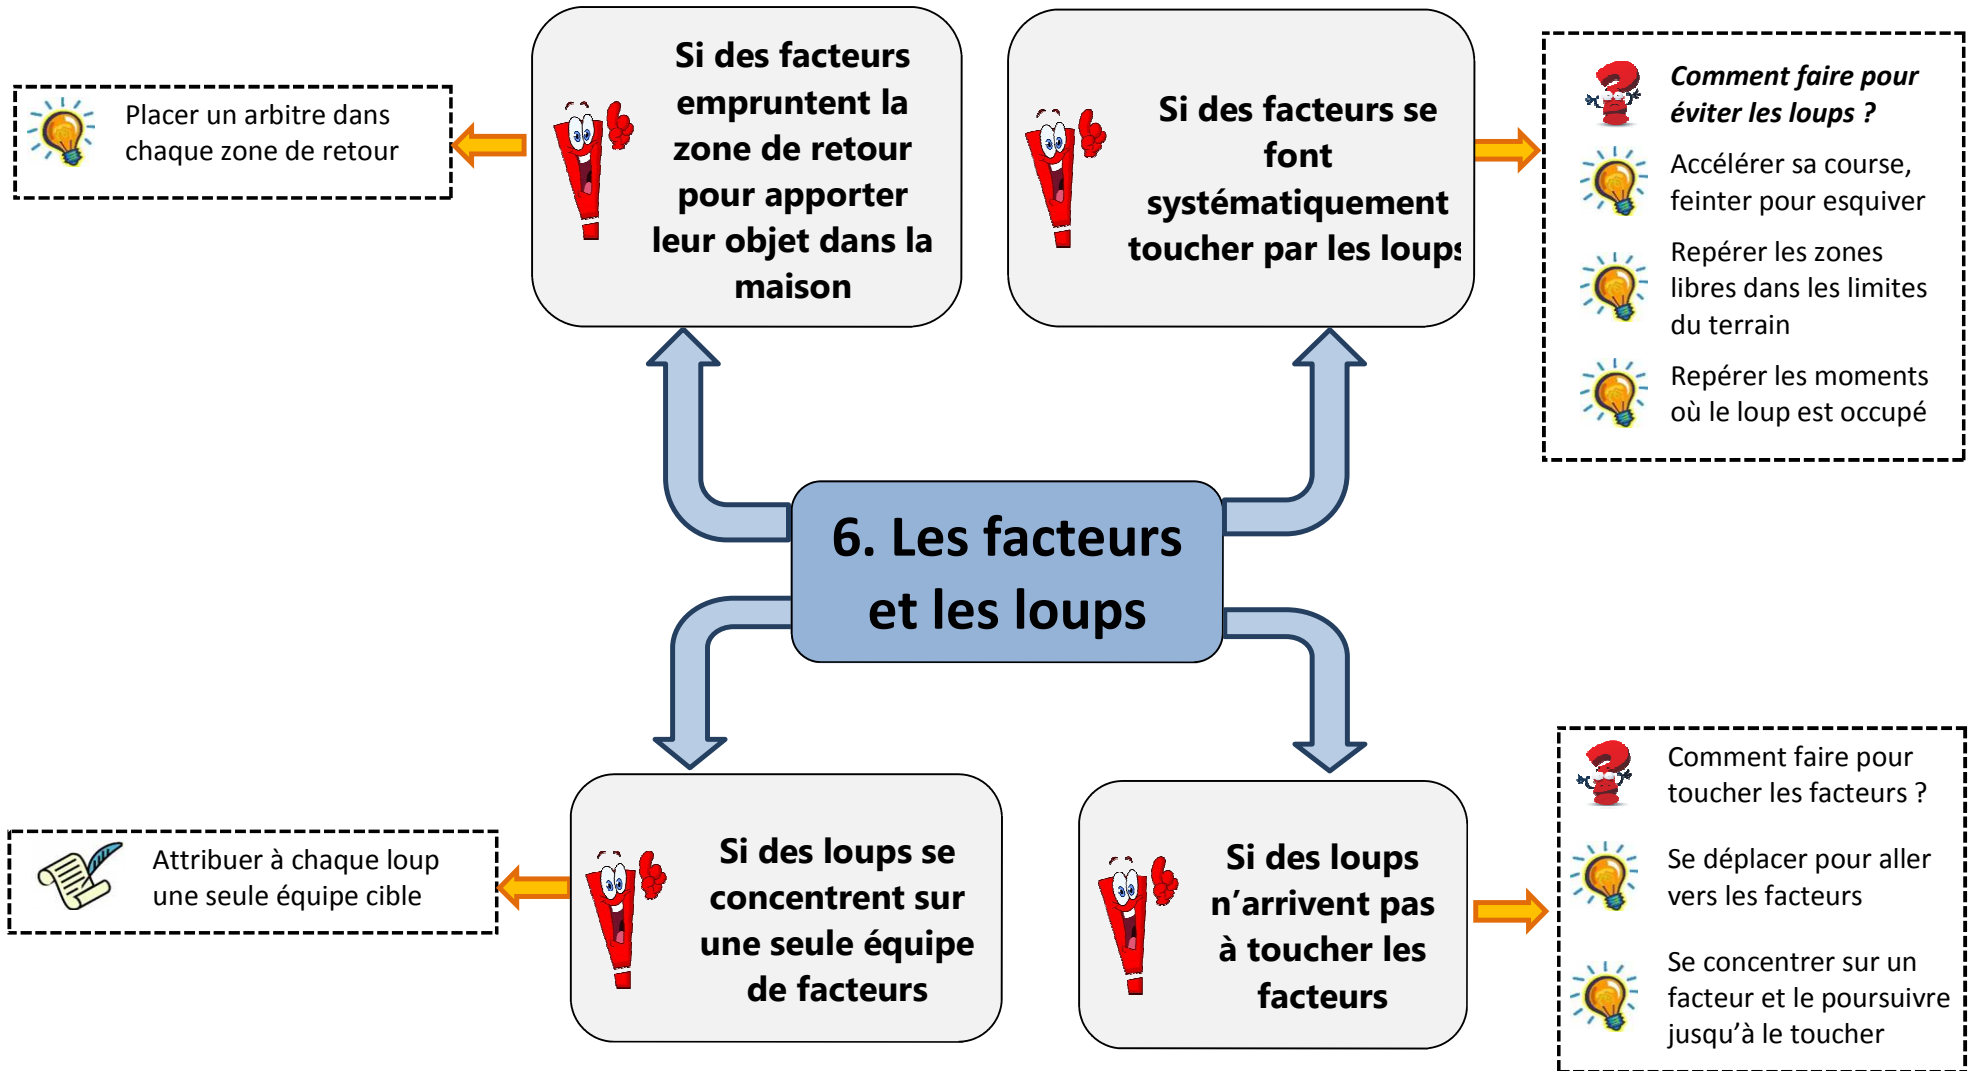 Placer un arbitre dans
chaque zone de retour
Si des facteurs
empruntent la
zone de retour
pour apporter
leur objet dans la
maison
Si des facteurs se
font
systématiquement
toucher par les loups
Comment faire pour
éviter les loups ?
Accélérer sa course,
feinter pour esquiver
Repérer les zones
libres dans les limites
du terrain
Repérer les moments
où le loup est occupé
6. Les facteurs
et les loups
Attribuer à chaque loup
une seule équipe cible
Si des loups se
concentrent sur
une seule équipe
de facteurs
Si des loups
n’arrivent pas
à toucher les
facteurs
Comment faire pour
toucher les facteurs ?
Se déplacer pour aller
vers les facteurs
Se concentrer sur un
facteur et le poursuivre
jusqu’à le toucher